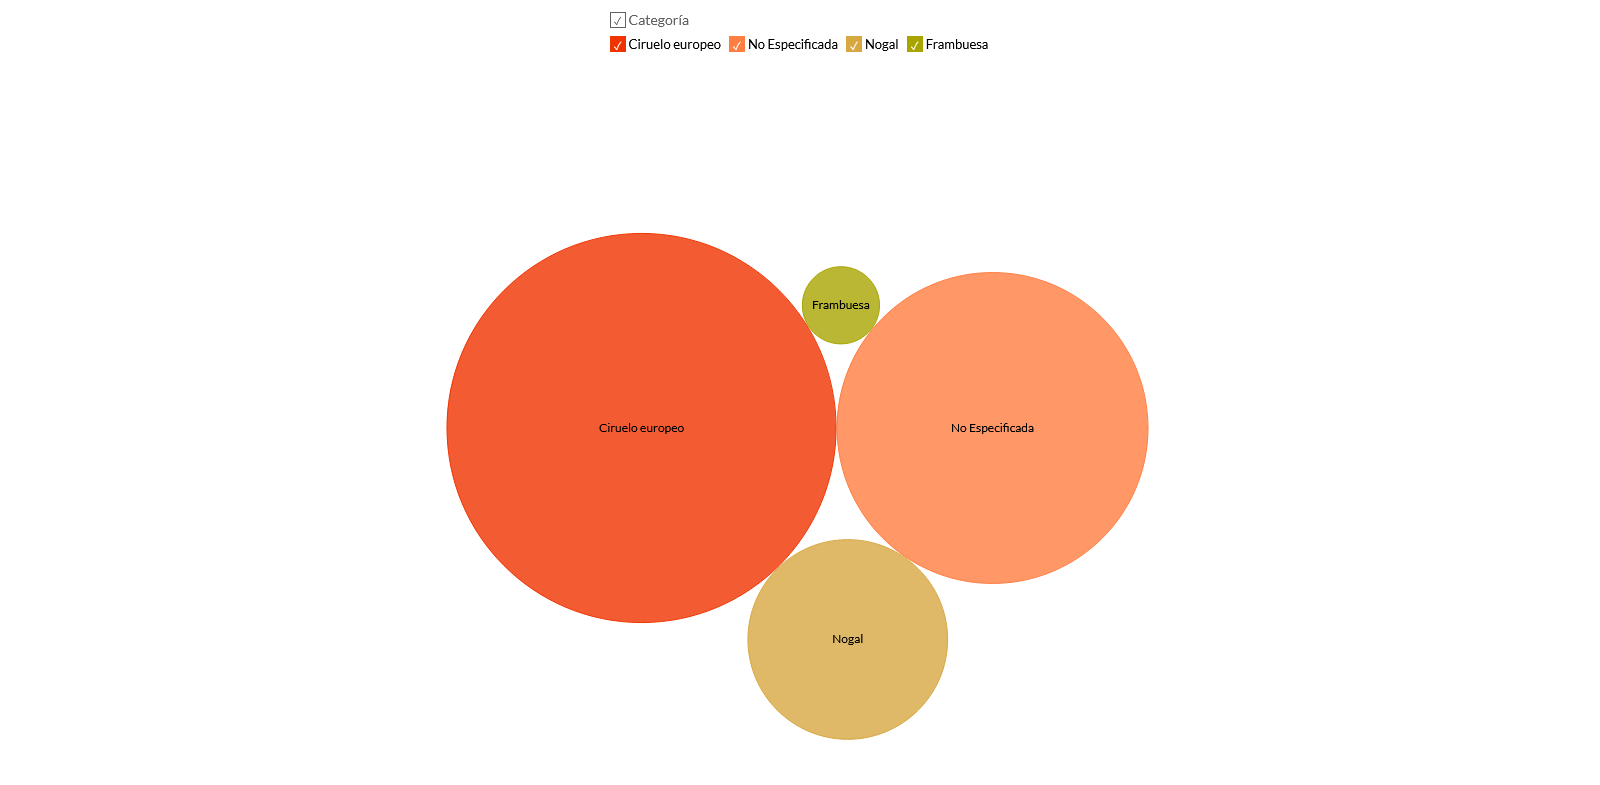 Categoría
Ciruelo europeo No Especificada Nogal Frambuesa
Frambuesa
Ciruelo europeo
No Especificada
Nogal